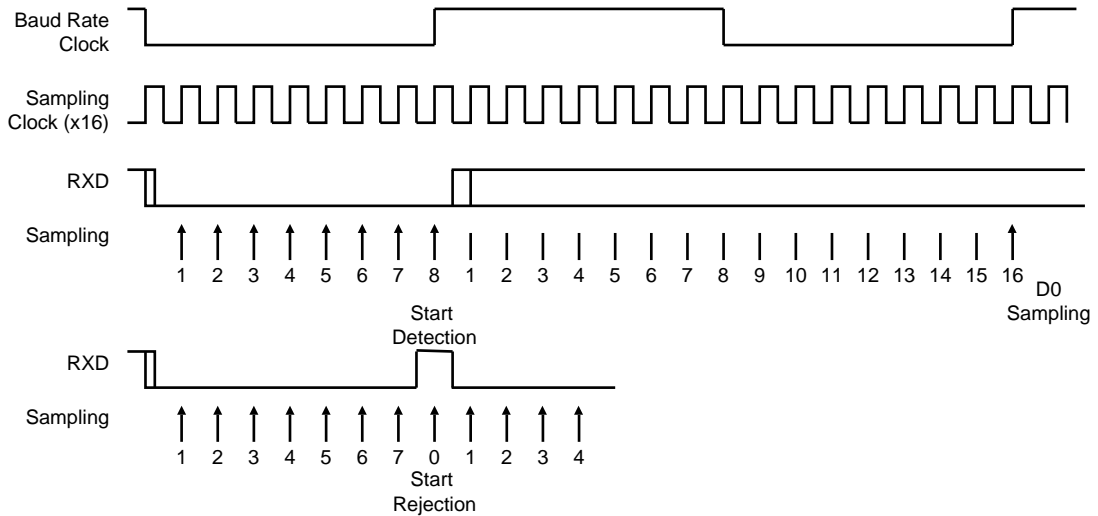 Baud Rate
Clock
Sampling
Clock (x16)
RXD
Sampling
1 2 3 4 5 6 7 8 1 2 3 4 5 6 7 8 9 10 11 12 13 14 15 16
D0
Sampling
Start
Detection
RXD
Sampling
1 2 3 4 5 6 7 0 1 2 3 4
Start
Rejection